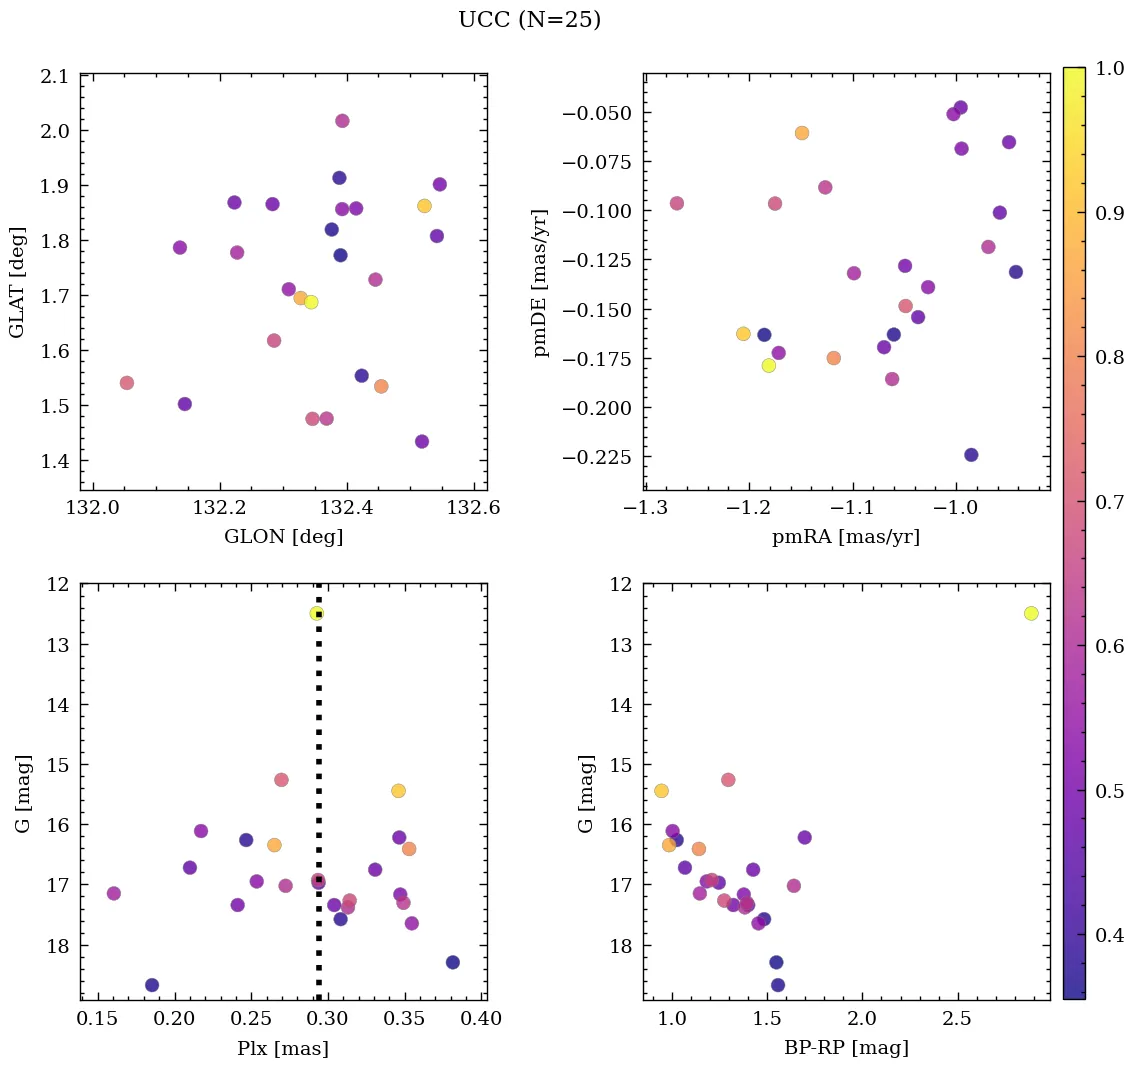 UCC (N=25)
2.1
2.0
1.9
1.8
1.7
1.6
1.5
1.4
GLAT [deg]
132.0 132.2 132.4 132.6
GLON [deg]
−0.050
−0.075
−0.100
−0.125
−0.150
−0.175
−0.200
−0.225
pmDE [mas/yr]
−1.3 −1.2 −1.1 −1.0
pmRA [mas/yr]
12
13
14
15
16
17
18
G [mag]
0.15 0.20 0.25 0.30 0.35 0.40
Plx [mas]
12
13
14
15
16
17
18
G [mag]
1.0 1.5 2.0 2.5
BP-RP [mag]
1.0
0.9
0.8
0.7
0.6
0.5
0.4